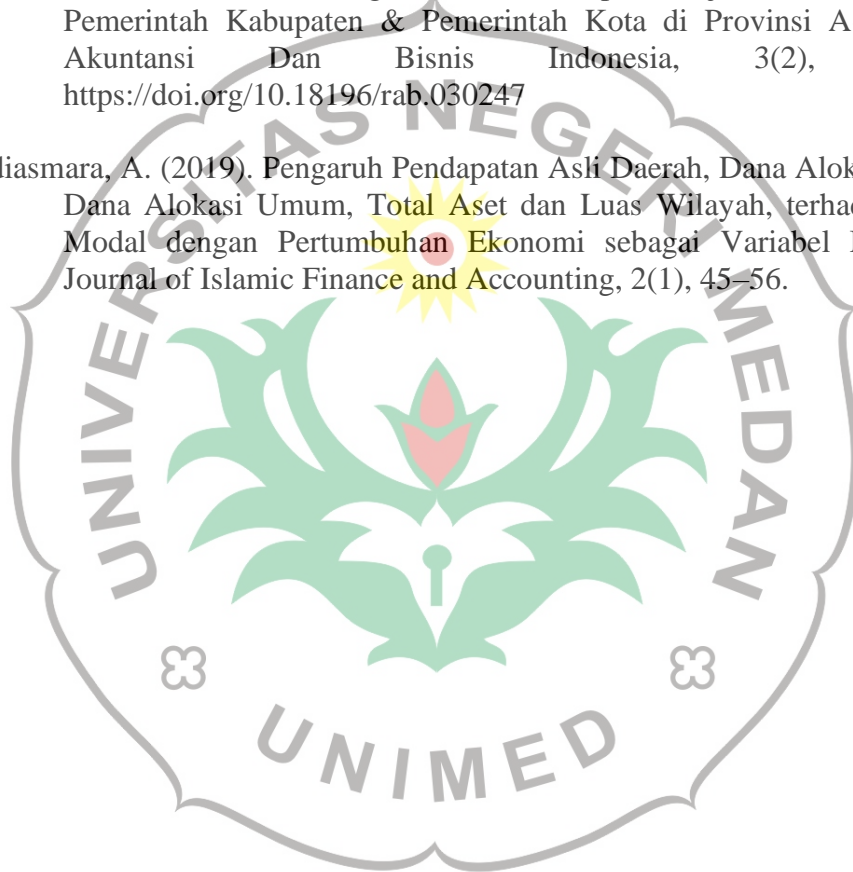 Pemerintah Kabupaten & Pemerintah Kota di Provinsi A
Akuntansi Dan Bisnis Indonesia, 3(2),
https://doi.org/10.18196/rab.030247
diasmara, A. (2019). Pengaruh Pendapatan Asli Daerah, Dana Alok
Dana Alokasi Umum, Total Aset dan Luas Wilayah, terhad
Modal dengan Pertumbuhan Ekonomi sebagai Variabel
Journal of Islamic Finance and Accounting, 2(1), 45–56.
UNIVERSITAS NEGERI MEDAN
UNIMED